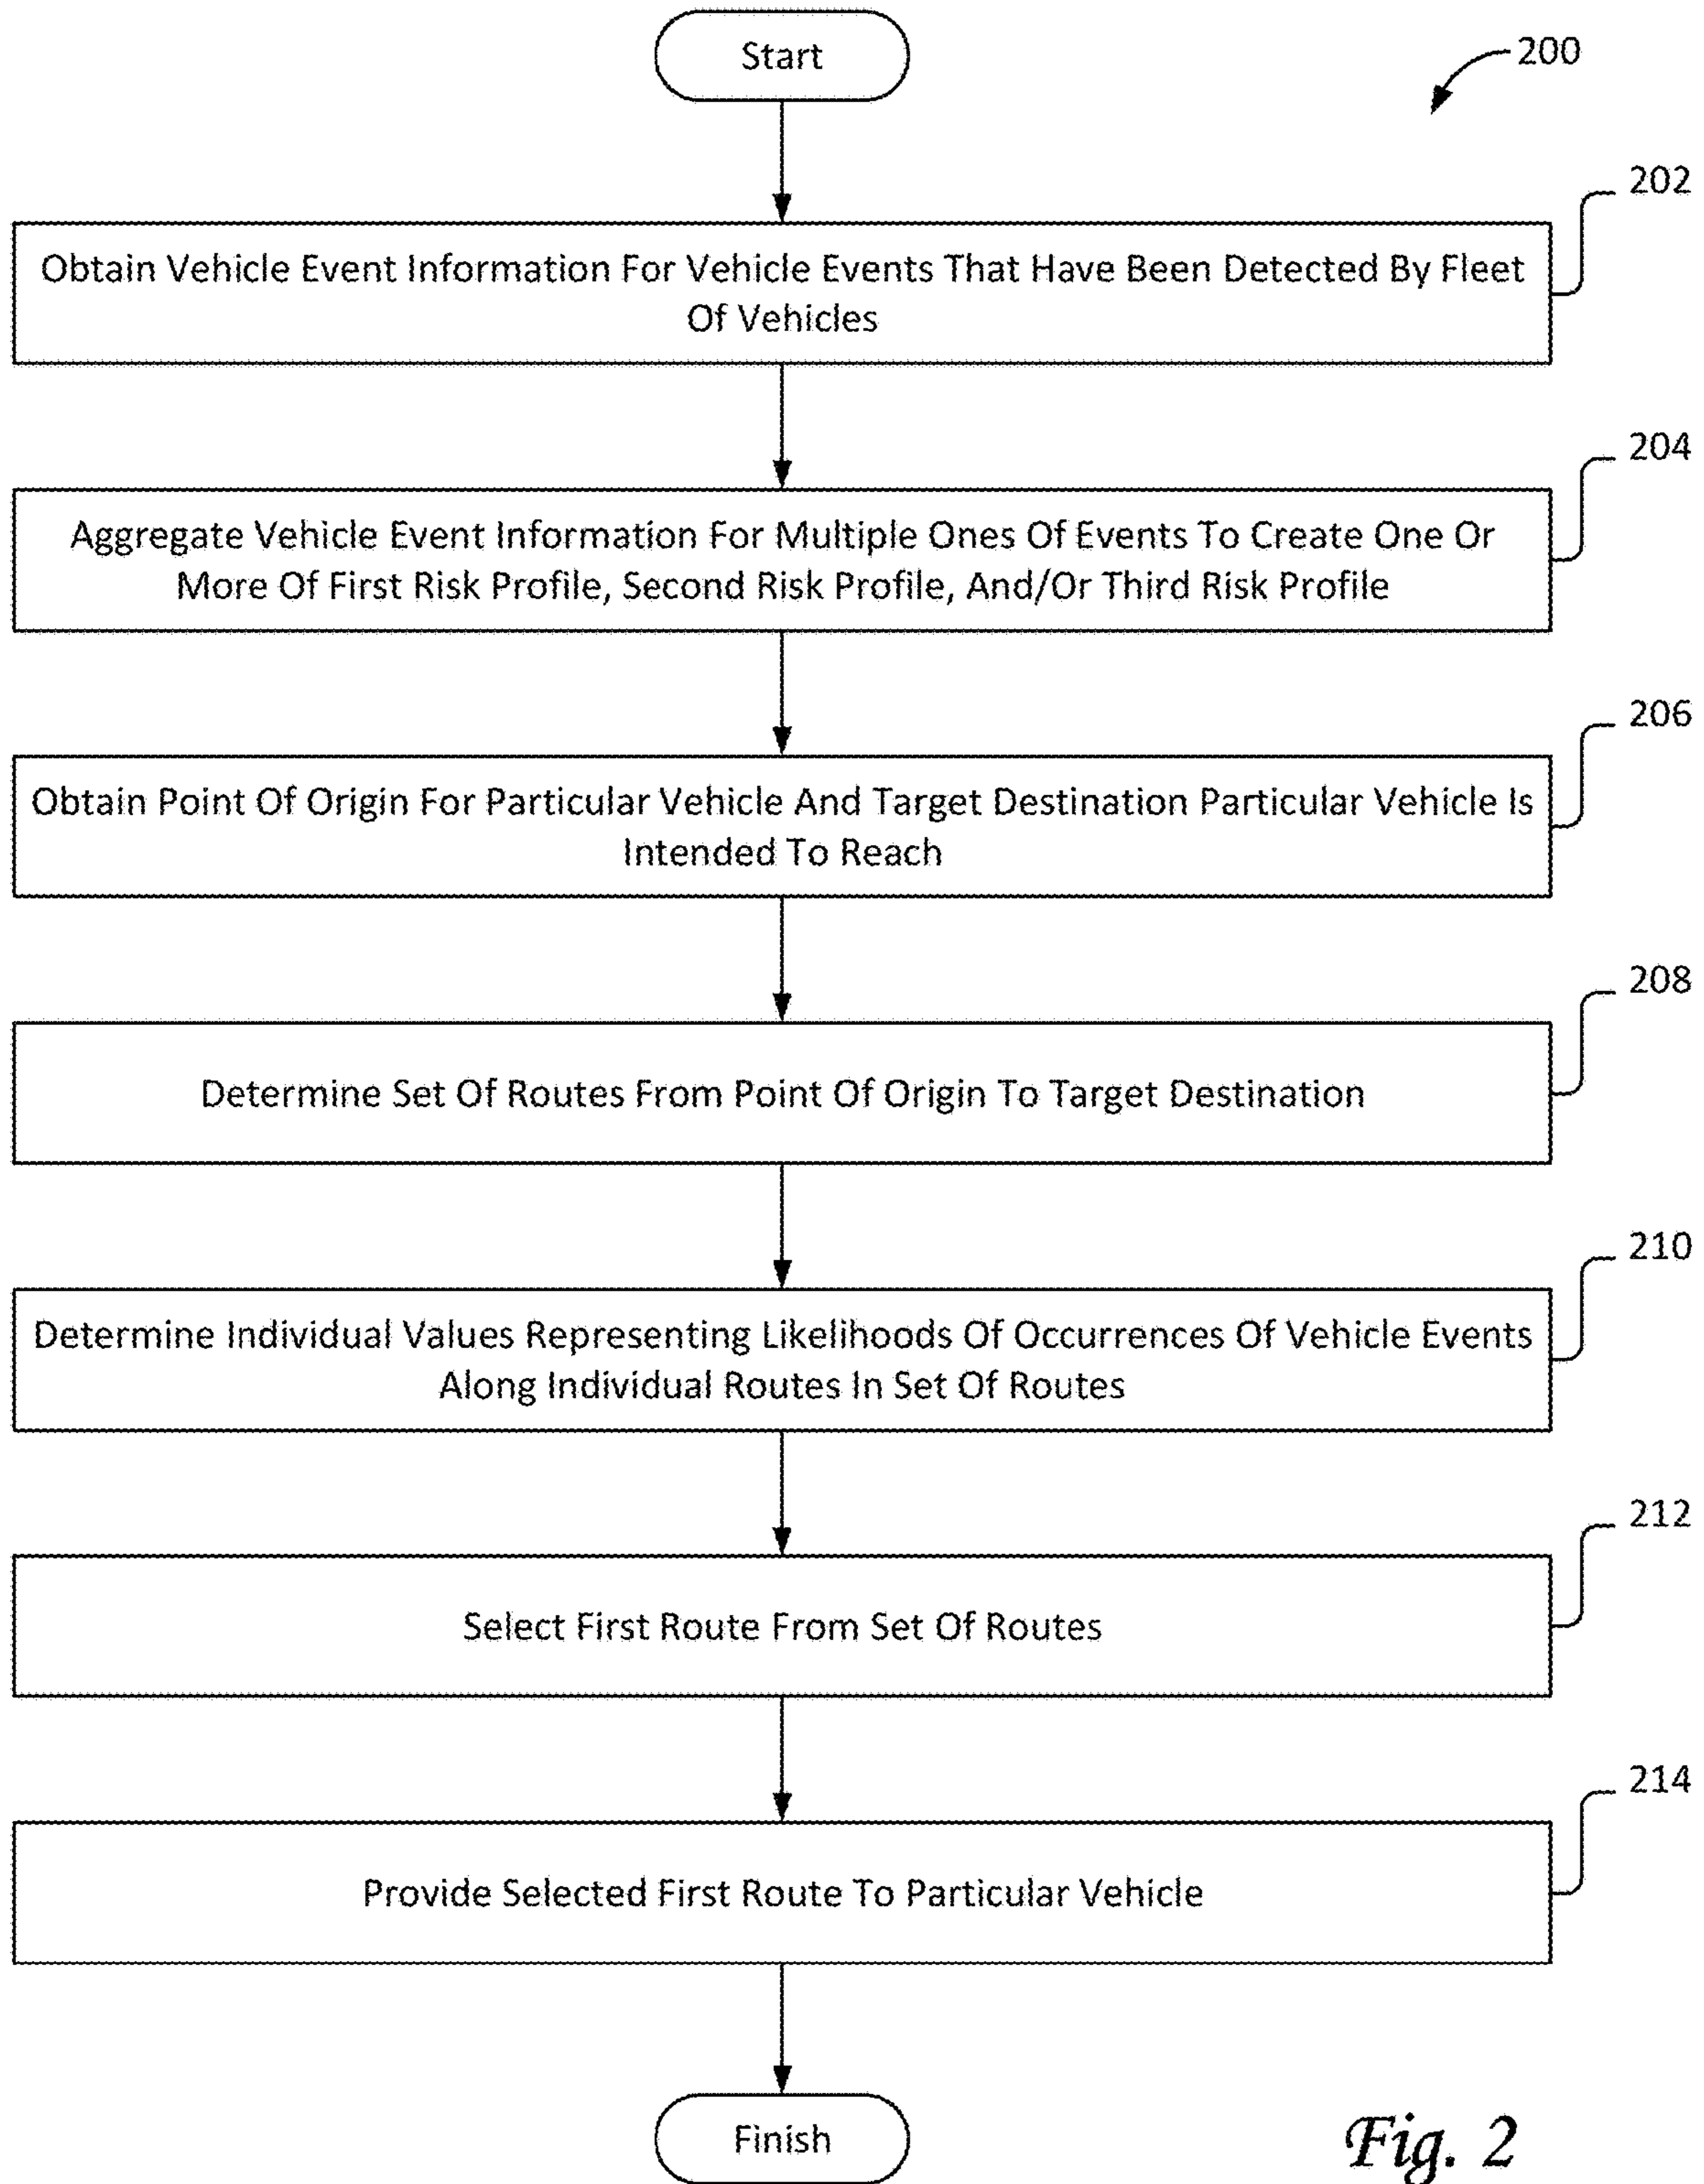 Start
200
202
Obtain Vehicle Event Information For Vehicle Events That Have Been Detected By Fleet
Of Vehicles
204
Aggregate Vehicle Event Information For Multiple Ones Of Events To Create One Or
More Of First Risk Profile, Second Risk Profile, And/Or Third Risk Profile
206
Obtain Point Of Origin For Particular Vehicle And Target Destination Particular Vehicle Is
Intended To Reach
208
Determine Set Of Routes From Point Of Origin To Target Destination
210
Determine Individual Values Representing Likelihoods Of Occurrences Of Vehicle Events
Along Individual Routes In Set Of Routes
212
Select First Route From Set Of Routes
214
Provide Selected First Route To Particular Vehicle
Finish
Fig. 2